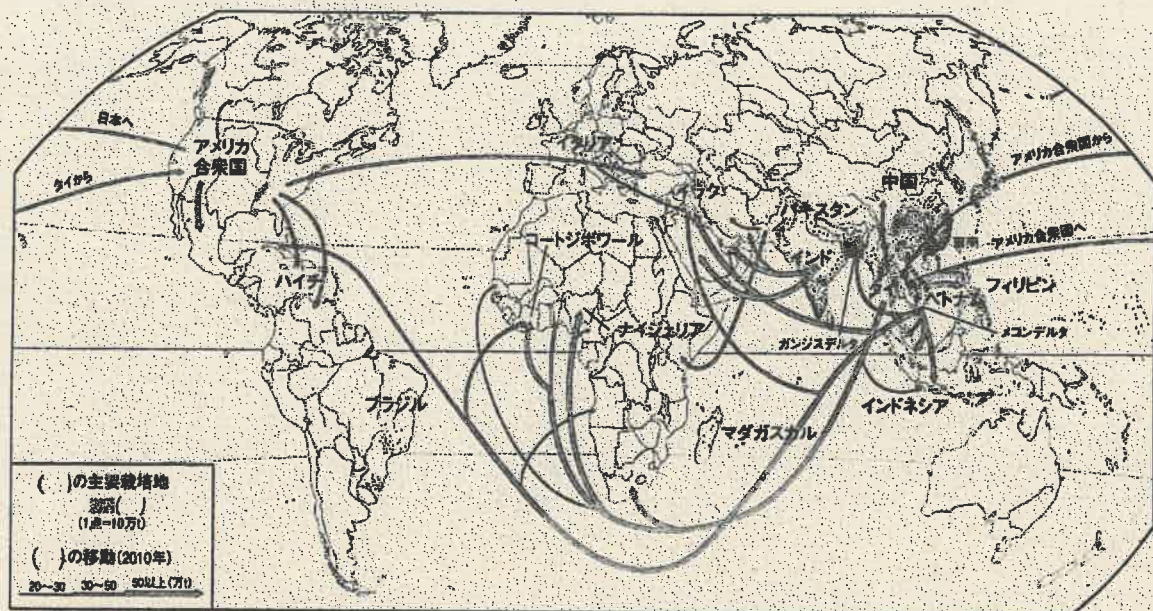 日本へ
アメリカ
合衆国
タイから
イタリア
イラク
中国
アメリカ合衆国から
パキスタン
コートジボワール
インド
アメリカ合衆国へ
ハイチ
ベトナム
フィリピン
ナイジェリア
ガンジスデルタ
メコンデルタ
ブラジル
マダガスカル
インドネシア
( )の主要栽培地
( )
(1点=10万t)
( )の移動(2010年)
20〜30 30〜50 50以上(万t)